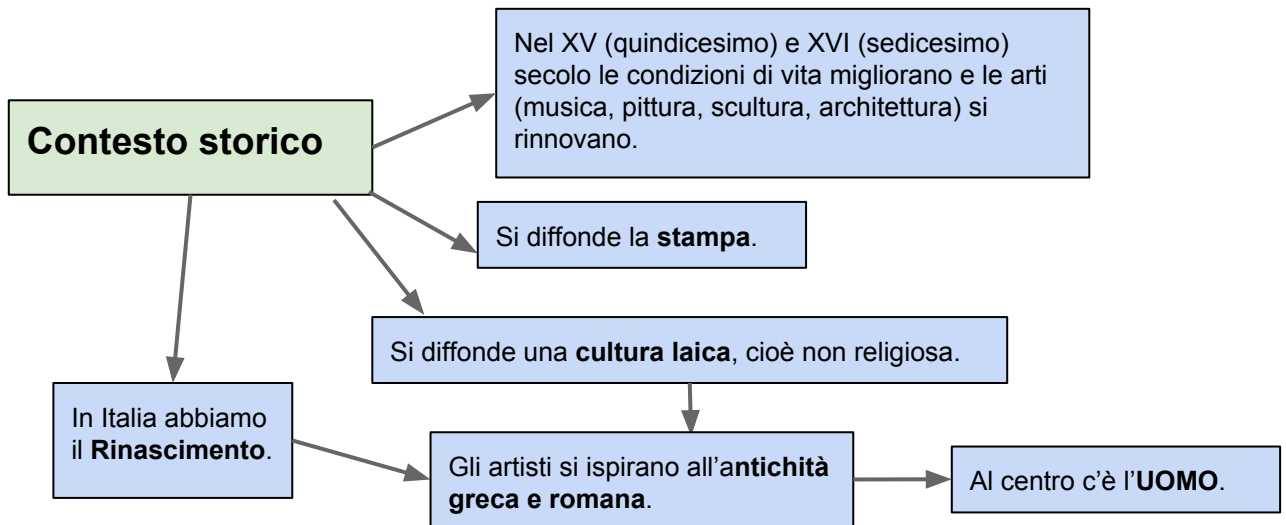 Nel XV (quindicesimo) e XVI (sedicesimo)
secolo le condizioni di vita migliorano e le arti
(musica, pittura, scultura, architettura) si
rinnovano.
Contesto storico
Si diffonde la stampa.
Si diffonde una cultura laica, cioè non religiosa.
In Italia abbiamo
il Rinascimento.
Gli artisti si ispirano all'antichità
greca e romana.
Al centro c'è l'UOMO.